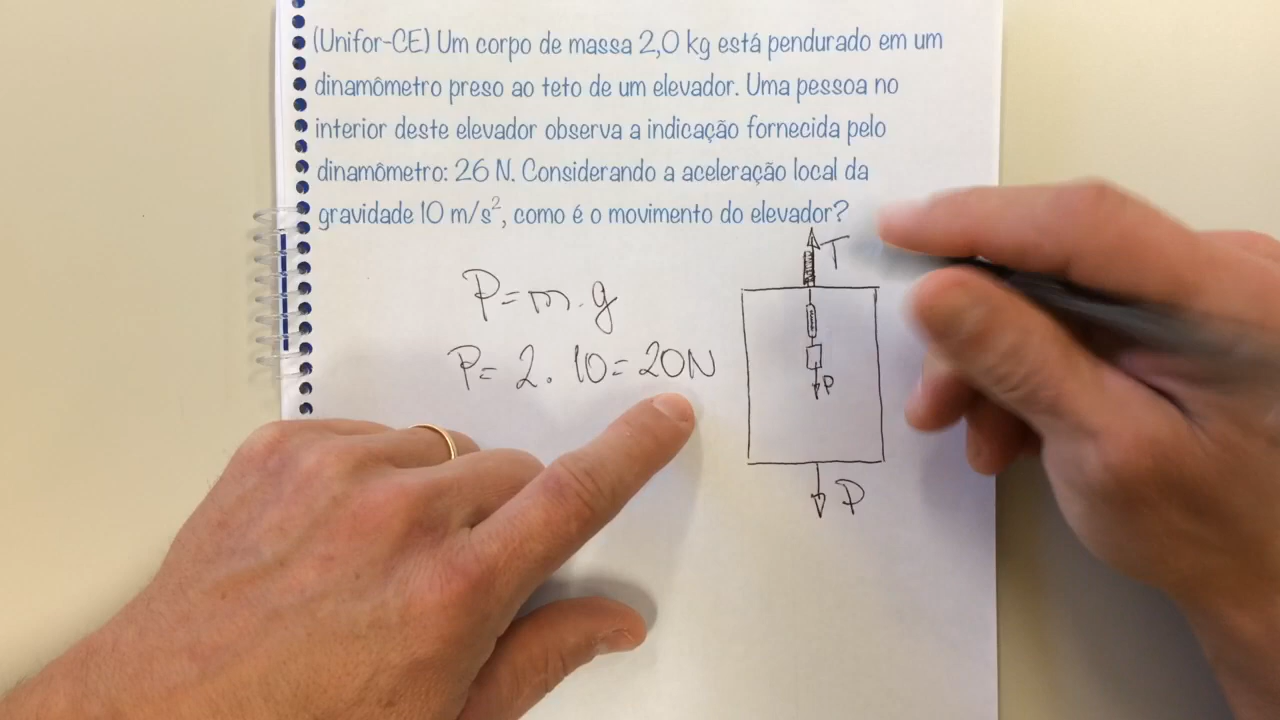 (Unifor-CE) Um corpo de massa 2,0 kg está pendurado em um
dinamômetro preso ao teto de um elevador. Uma pessoa no
interior deste elevador observa a indicação fornecida pelo
dinamômetro: 26 N. Considerando a aceleração local da
gravidade 10 m/s², como é o movimento do elevador?
T
P=m.g
P=2.10=20N
P
P